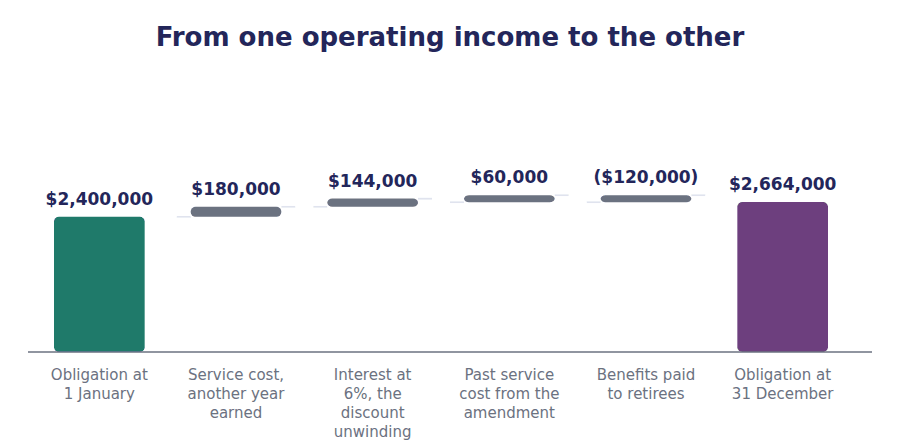 From one operating income to the other
$2,400,000
$180,000
$144,000
$60,000
($120,000)
$2,664,000
Obligation at
1 January
Service cost,
another year
earned
Interest at
6%, the
discount
unwinding
Past service
cost from the
amendment
Benefits paid
to retirees
Obligation at
31 December